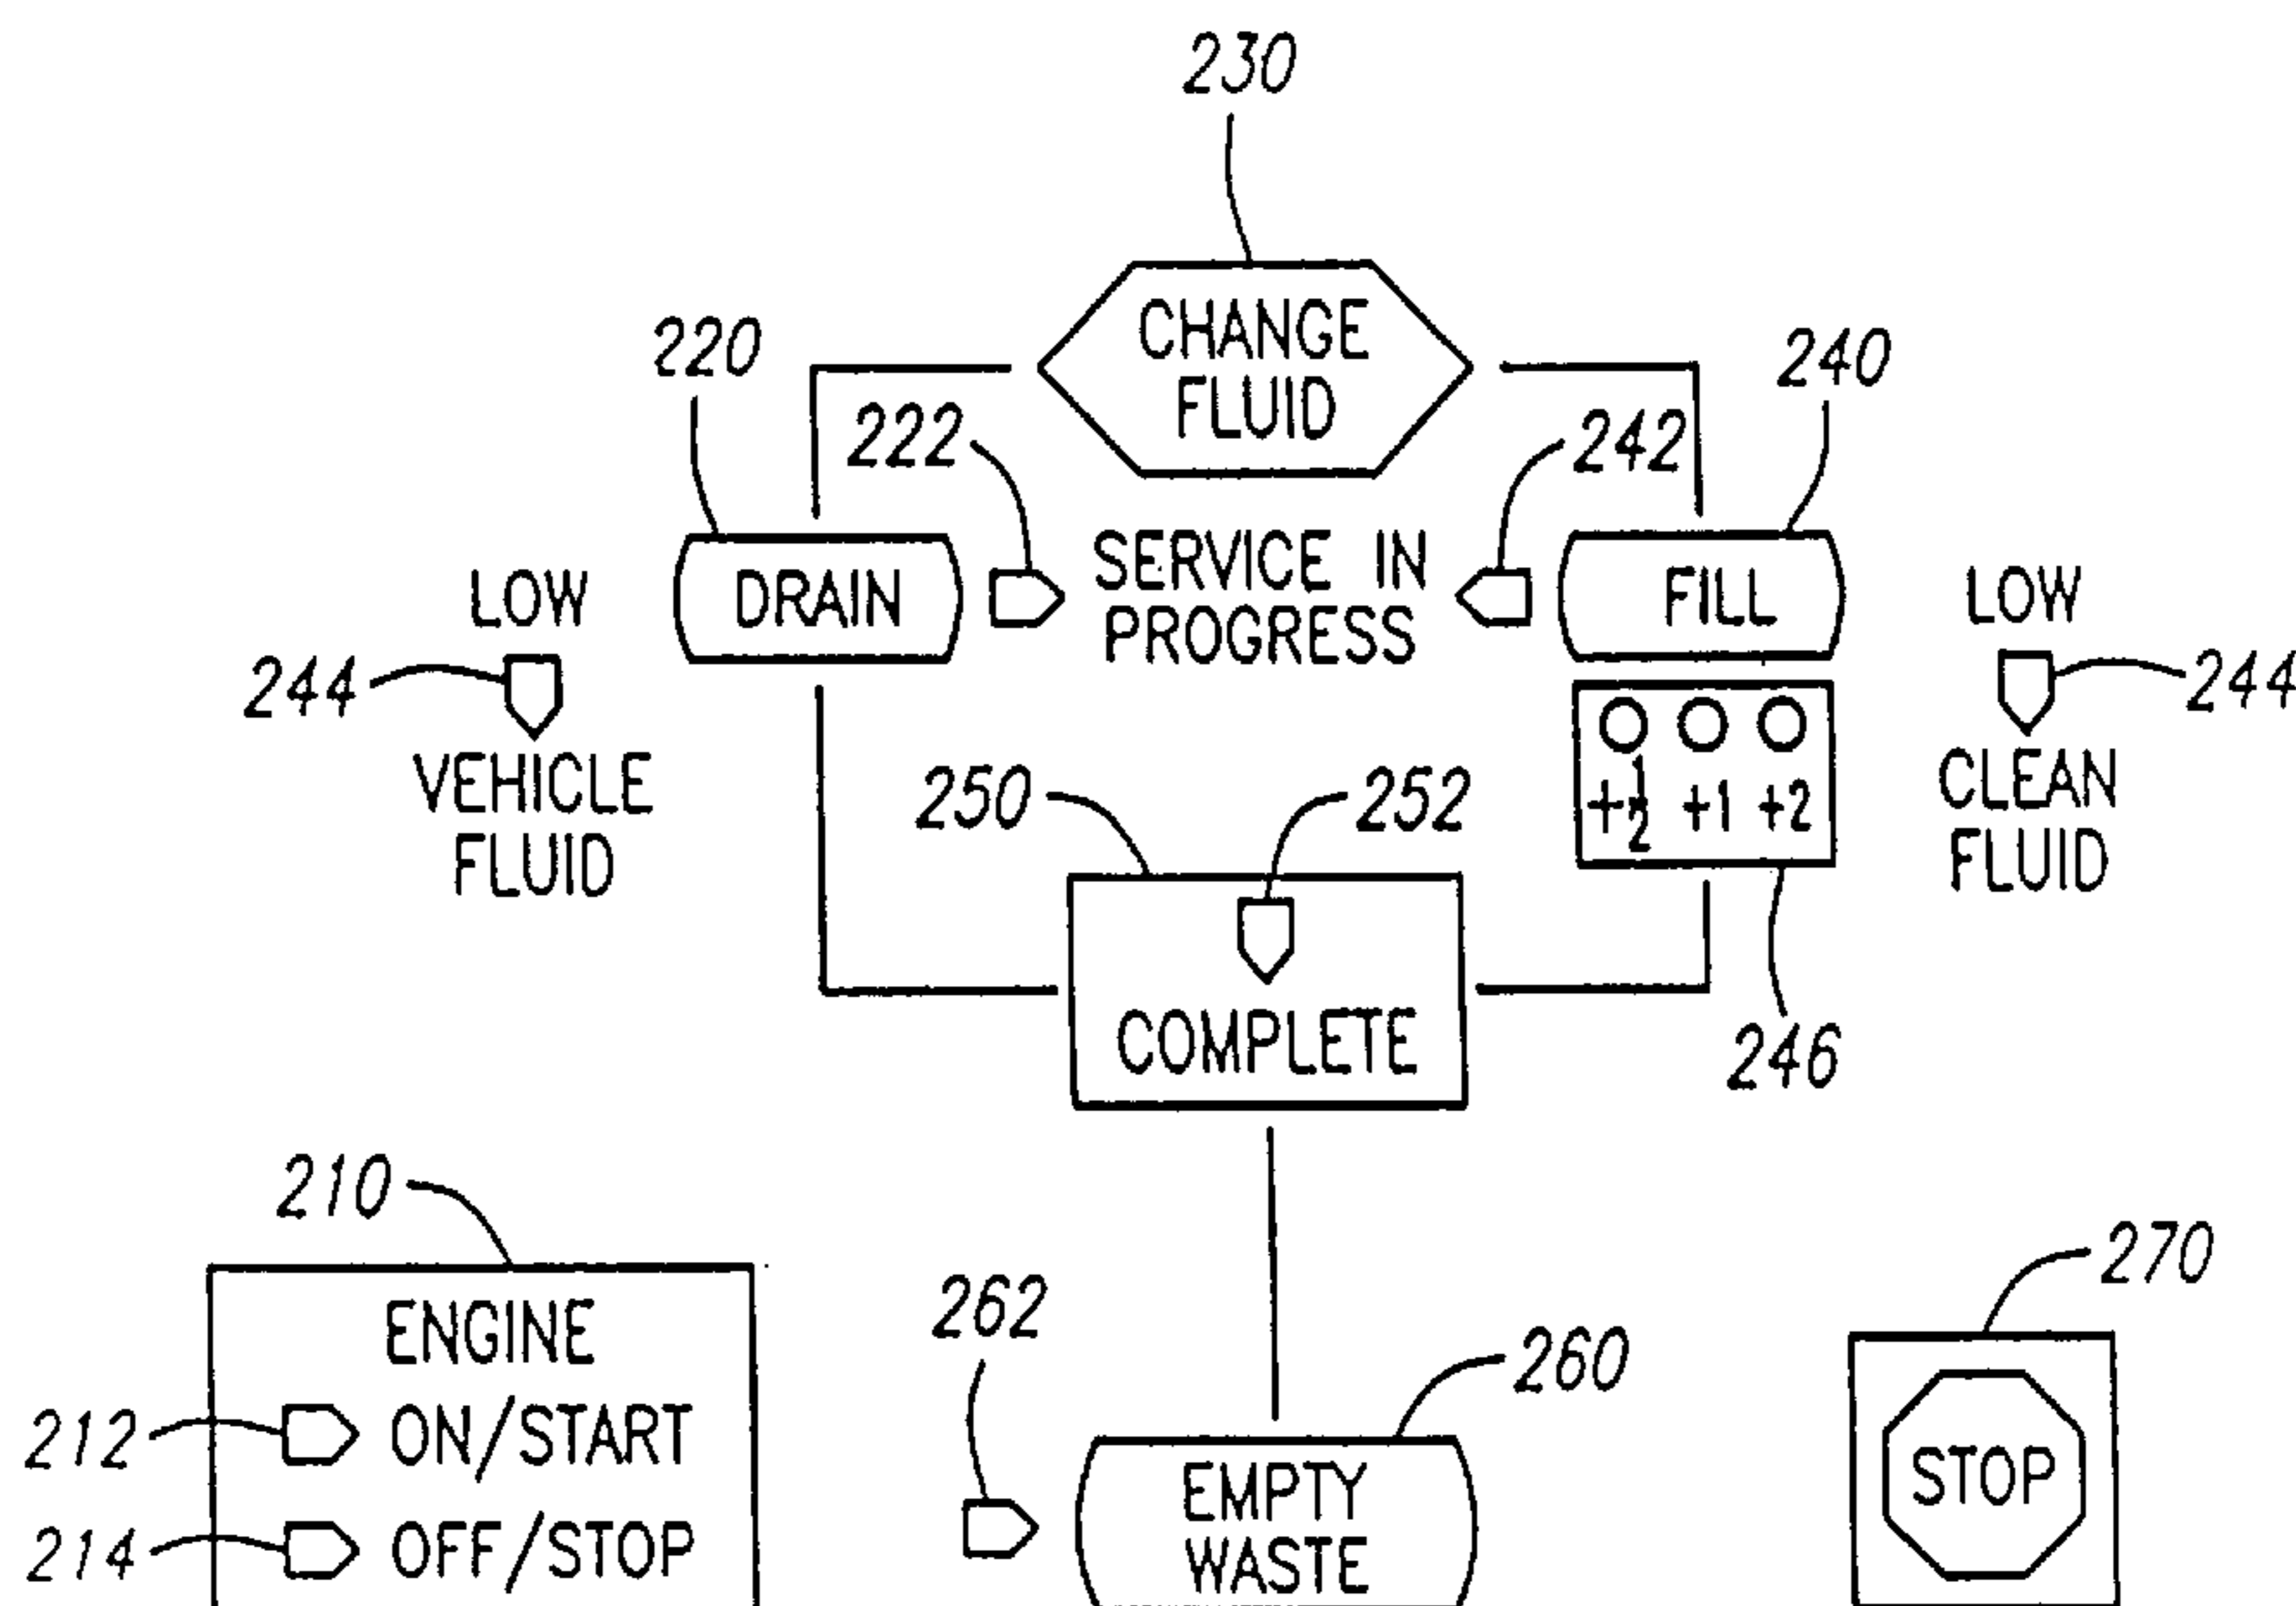 230
CHANGE
FLUID
220
240
222
242
DRAIN
SERVICE IN
PROGRESS
FILL
LOW
LOW
244
244
VEHICLE
FLUID
CLEAN
FLUID
+1/2 +1 +2
250
252
COMPLETE
246
210
ENGINE
212
ON/START
214
OFF/STOP
262
260
EMPTY
WASTE
270
STOP